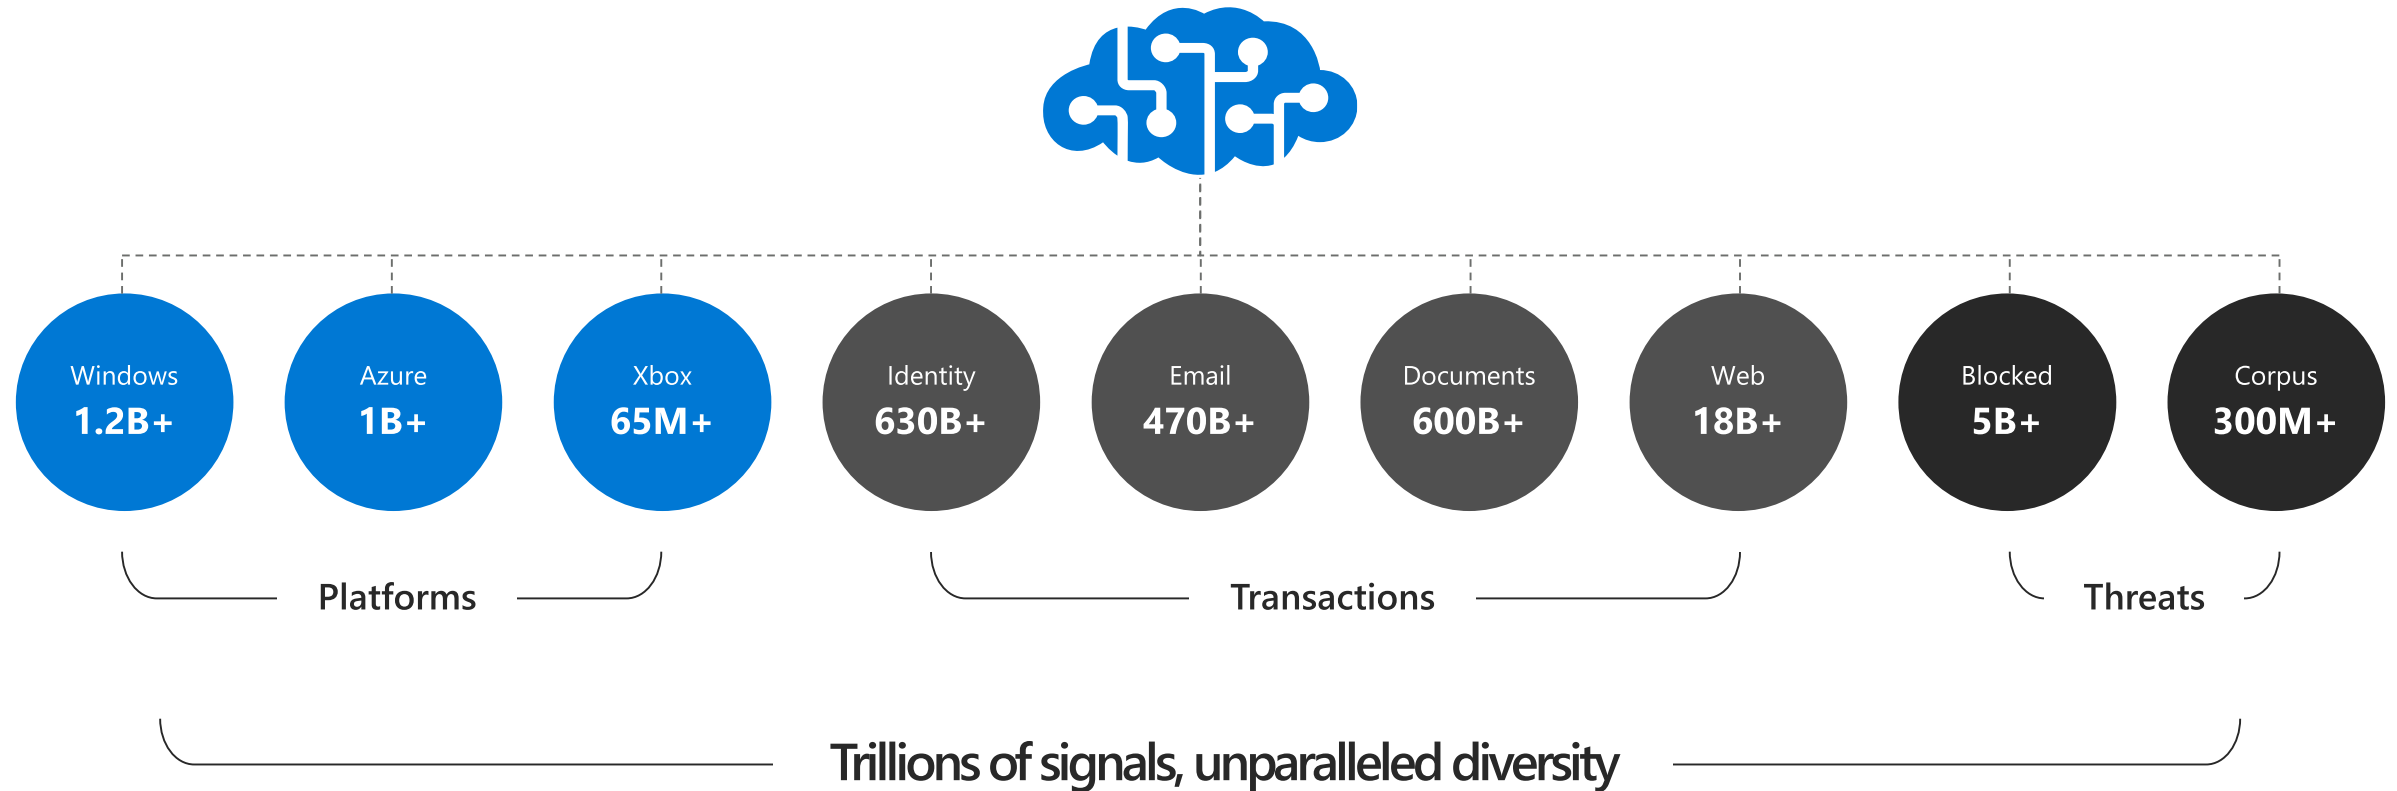 Windows
1.2B+
Azure
1B+
Xbox
65M+
Identity
630B+
Email
470B+
Documents
600B+
Web
18B+
Blocked
5B+
Corpus
300M+
Platforms
Transactions
Threats
Trillions of signals, unparalleled diversity